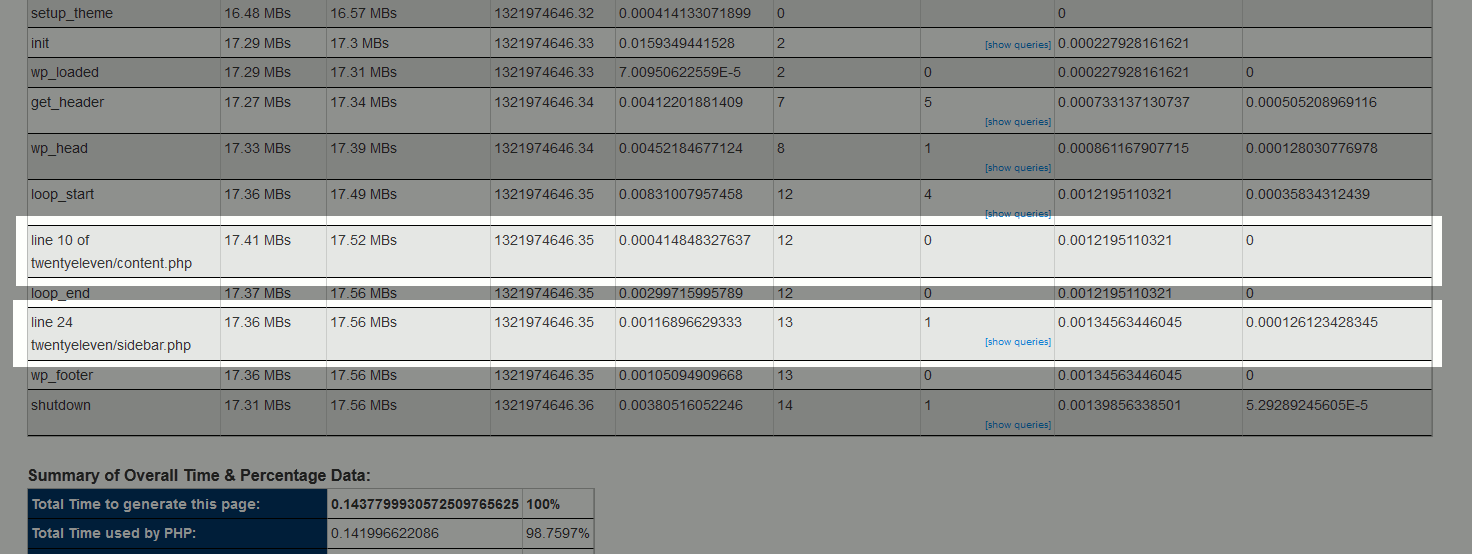 setup_theme 16.48 MBs 16.57 MBs 1321974646.32 0.000414133071899 0 0
init 17.29 MBs 17.3 MBs 1321974646.33 0.0159349441528 2 [show queries] 0.000227928161621
wp_loaded 17.29 MBs 17.31 MBs 1321974646.33 7.00950622559E-5 2 0 0.000227928161621 0
get_header 17.27 MBs 17.34 MBs 1321974646.34 0.00412201881409 7 5 0.000733137130737 0.000505208969116
[show queries]
wp_head 17.33 MBs 17.39 MBs 1321974646.34 0.00452184677124 8 1 0.000861167907715 0.000128030776978
[show queries]
loop_start 17.36 MBs 17.49 MBs 1321974646.35 0.00831007957458 12 4 0.0012195110321 0.00035834312439
[show queries]
line 10 of 17.41 MBs 17.52 MBs 1321974646.35 0.000414848327637 12 0 0.0012195110321 0
twentyeleven/content.php
loop_end 17.37 MBs 17.56 MBs 1321974646.35 0.00299715995789 12 0 0.0012195110321 0
line 24 17.36 MBs 17.56 MBs 1321974646.35 0.00116896629333 13 1 0.00134563446045 0.000126123428345
twentyeleven/sidebar.php [show queries]
wp_footer 17.36 MBs 17.56 MBs 1321974646.35 0.00105094909668 13 0 0.00134563446045 0
shutdown 17.31 MBs 17.56 MBs 1321974646.36 0.00380516052246 14 1 0.00139856338501 5.29289245605E-5
[show queries]
Summary of Overall Time & Percentage Data:
Total Time to generate this page: 0.1437799930572509765625 100%
Total Time used by PHP: 0.141996622086 98.7597%